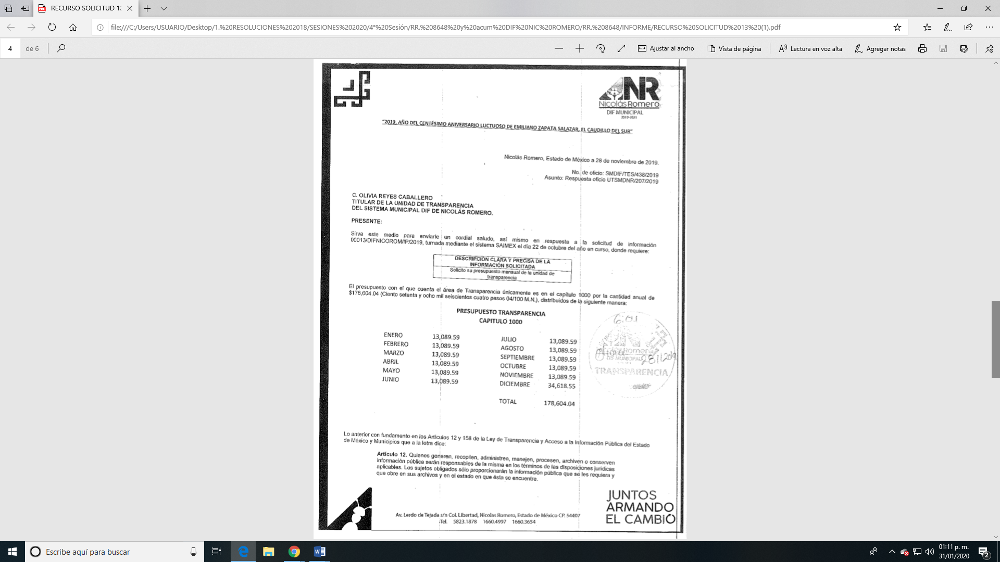 RECURSO SOLICITUD 13
file:///C:/Users/USUARIO/Desktop/1.%20RESOLUCIONES%202018/SESIONES%202020/4°%20Sesión/RR.%208648%20y%20acum%20DIF%20NIC%20ROMERO/RR.%208648/INFORME/RECURSO%20SOLICITUD%2013%20(1).pdf
4 de 6
Ajustar al ancho
Vista de página
Lectura en voz alta
Agregar notas
NR
Nicolás Romero
DIF MUNICIPAL
2019-2021
"2019. AÑO DEL CENTÉSIMO ANIVERSARIO LUCTUOSO DE EMILIANO ZAPATA SALAZAR, EL CAUDILLO DEL SUR"
Nicolás Romero, Estado de México a 28 de noviembre de 2019.
No. de oficio: SMDIF/TES/438/2019
Asunto: Respuesta oficio UTSMDNR/207/2019
C. OLIVIA REYES CABALLERO
TITULAR DE LA UNIDAD DE TRANSPARENCIA
DEL SISTEMA MUNICIPAL DIF DE NICOLÁS ROMERO.
PRESENTE:
Sirva este medio para enviarle un cordial saludo, así mismo en respuesta a la solicitud de información
00013/DIFNICOROM/IP/2019, turnada mediante el sistema SAIMEX el día 22 de octubre del año en curso, donde requiere:
DESCRIPCIÓN CLARA Y PRECISA DE LA
INFORMACIÓN SOLICITADA
Solicito su presupuesto mensual de la unidad de
transparencia
El presupuesto con el que cuenta el área de Transparencia únicamente es en el capítulo 1000 por la cantidad anual de
$178,604.04 (Ciento setenta y ocho mil seiscientos cuatro pesos 04/100 M.N.), distribuidos de la siguiente manera:
PRESUPUESTO TRANSPARENCIA
CAPITULO 1000
ENERO 13,089.59 JULIO 13,089.59
FEBRERO 13,089.59 AGOSTO 13,089.59
MARZO 13,089.59 SEPTIEMBRE 13,089.59
ABRIL 13,089.59 OCTUBRE 13,089.59
MAYO 13,089.59 NOVIEMBRE 13,089.59
JUNIO 13,089.59 DICIEMBRE 34,618.55
TOTAL 178,604.04
6:01
Nicolás Romero
DIF MUNICIPAL
28/11/2019
TRANSPARENCIA
Lo anterior con fundamento en los Artículos 12 y 158 de la Ley de Transparencia y Acceso a la Información Pública del Estado
de México y Municipios que a la letra dice:
Artículo 12. Quienes generen, recopilen, administren, manejen, procesen, archiven o conserven
información pública serán responsables de la misma en los términos de las disposiciones jurídicas
aplicables. Los sujetos obligados sólo proporcionarán la información pública que se les requiera y
que obre en sus archivos y en el estado en que ésta se encuentre.
JUNTOS
ARMANDO
EL CAMBIO
Av. Lerdo de Tejada s/n Col. Libertad, Nicolas Romero, Estado de México CP. 54407
Tel. 5823.1878 1660.4997 1660.3654
Escribe aquí para buscar
01:11 p. m.
31/01/2020
2